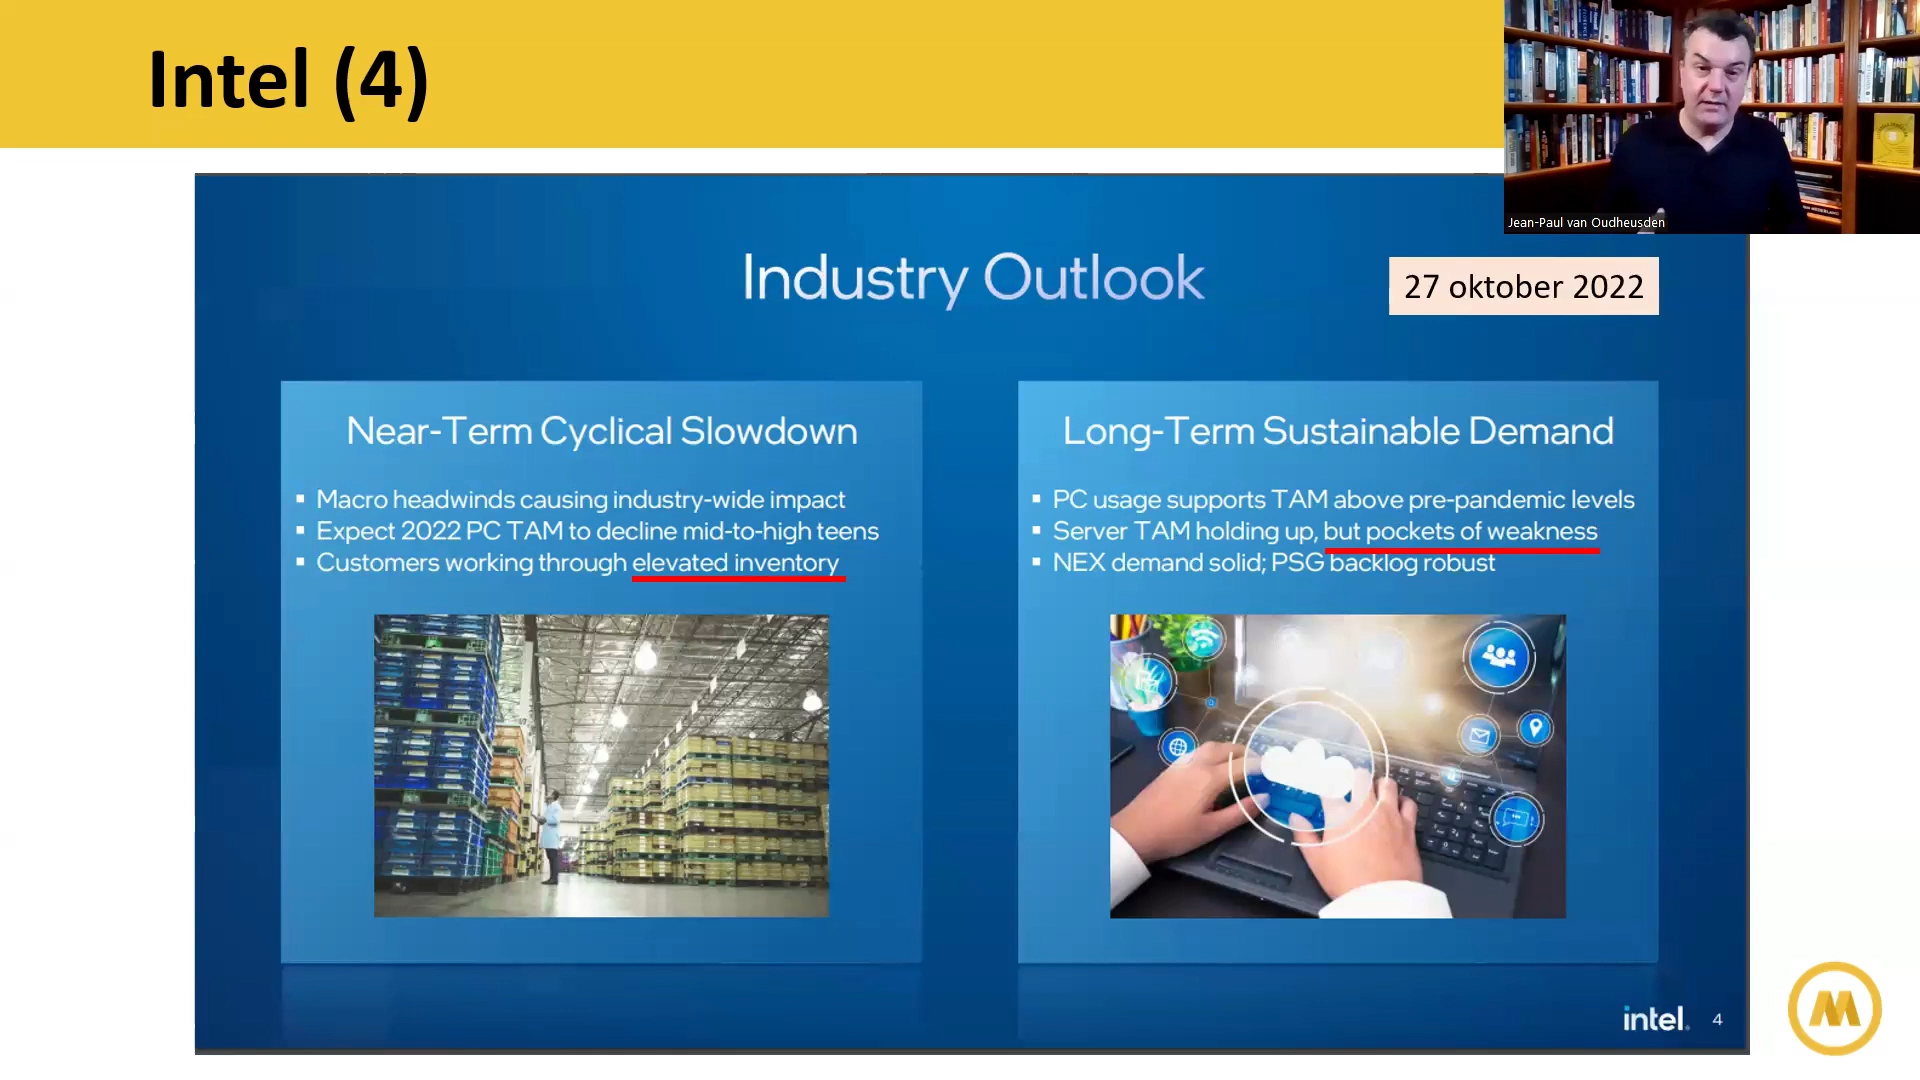 Intel (4)
Jean-Paul van Oudheusden
Industry Outlook
27 oktober 2022
Near-Term Cyclical Slowdown
▪ Macro headwinds causing industry-wide impact
▪ Expect 2022 PC TAM to decline mid-to-high teens
▪ Customers working through elevated inventory
Long-Term Sustainable Demand
▪ PC usage supports TAM above pre-pandemic levels
▪ Server TAM holding up, but pockets of weakness
▪ NEX demand solid; PSG backlog robust
intel.
4
M